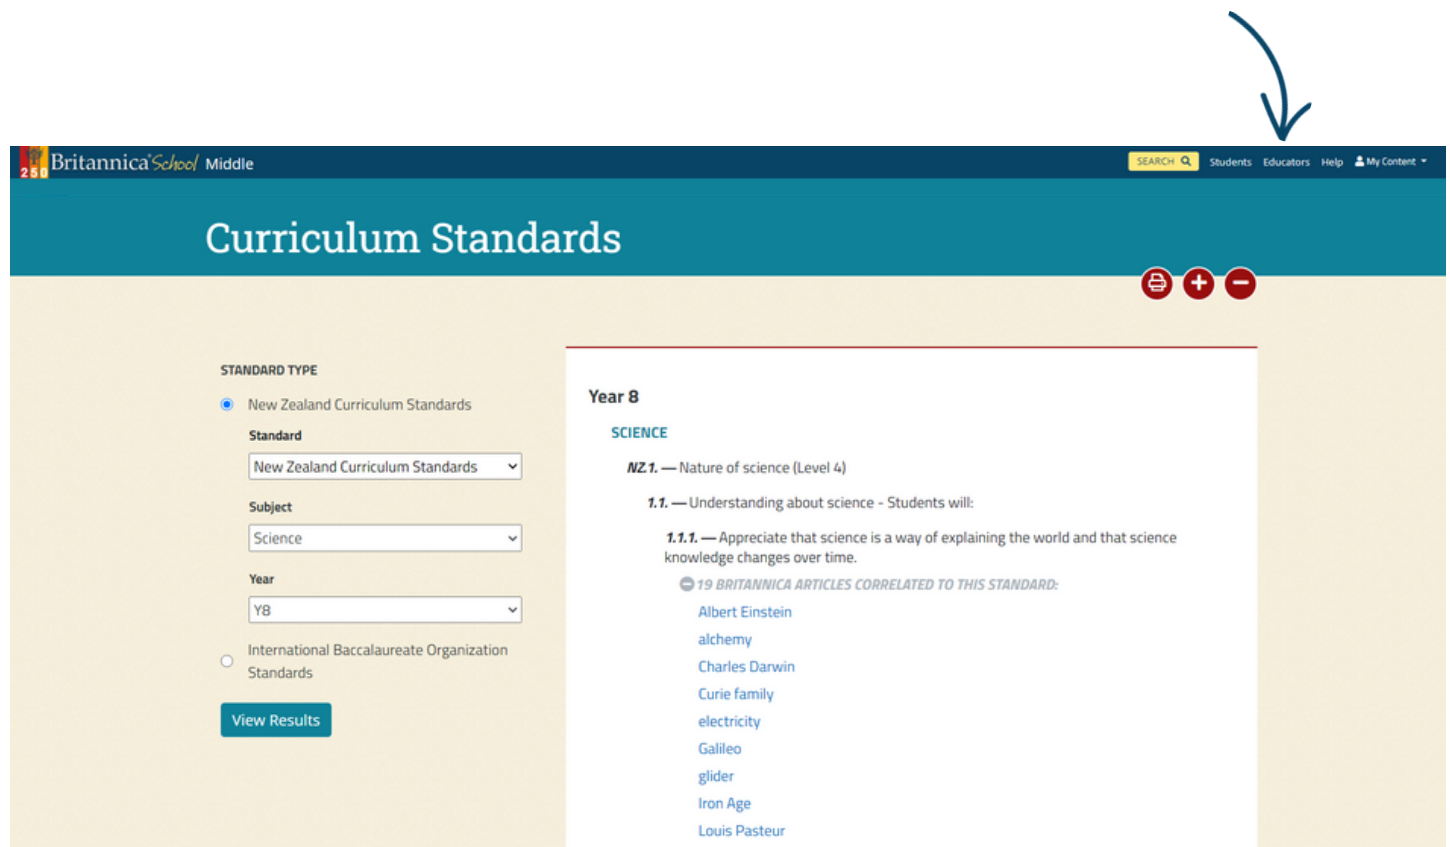 250 Britannica School Middle
SEARCH Students Educators Help My Content
Curriculum Standards
STANDARD TYPE
New Zealand Curriculum Standards
Standard
New Zealand Curriculum Standards
Subject
Science
Year
Y8
International Baccalaureate Organization
Standards
View Results
Year 8
SCIENCE
NZ.1. — Nature of science (Level 4)
1.1. — Understanding about science - Students will:
1.1.1. — Appreciate that science is a way of explaining the world and that science
knowledge changes over time.
19 BRITANNICA ARTICLES CORRELATED TO THIS STANDARD:
Albert Einstein
alchemy
Charles Darwin
Curie family
electricity
Galileo
glider
Iron Age
Louis Pasteur